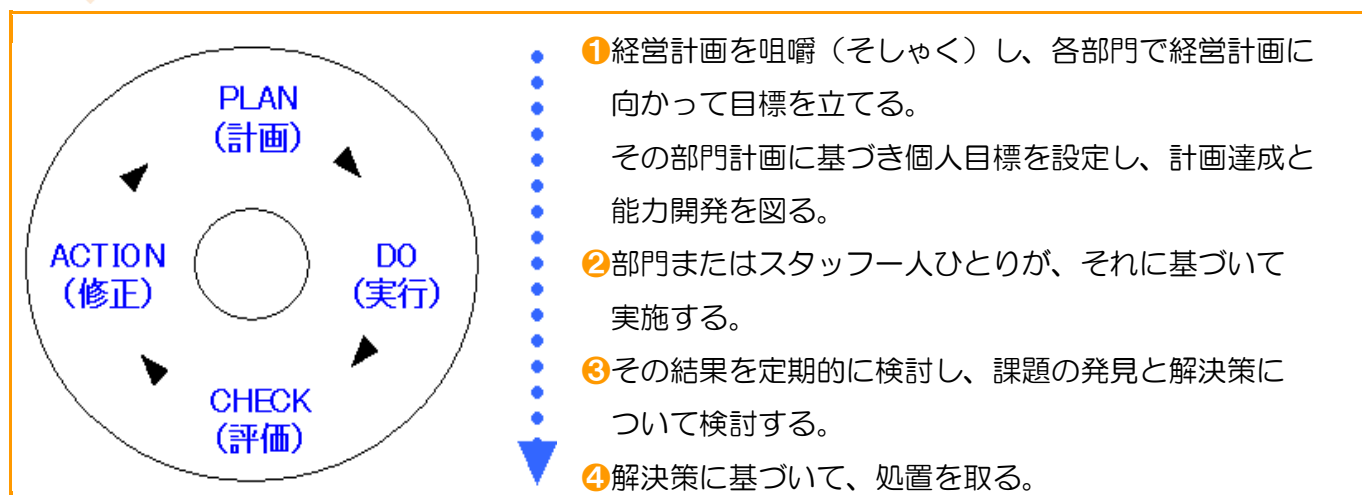 PLAN
(計画)
ACTION
(修正)
DO
(実行)
CHECK
(評価)
❶経営計画を咀嚼（そしゃく）し、各部門で経営計画に
向かって目標を立てる。
その部門計画に基づき個人目標を設定し、計画達成と
能力開発を図る。
❷部門またはスタッフ一人ひとりが、それに基づいて
実施する。
❸その結果を定期的に検討し、課題の発見と解決策に
ついて検討する。
❹解決策に基づいて、処置を取る。